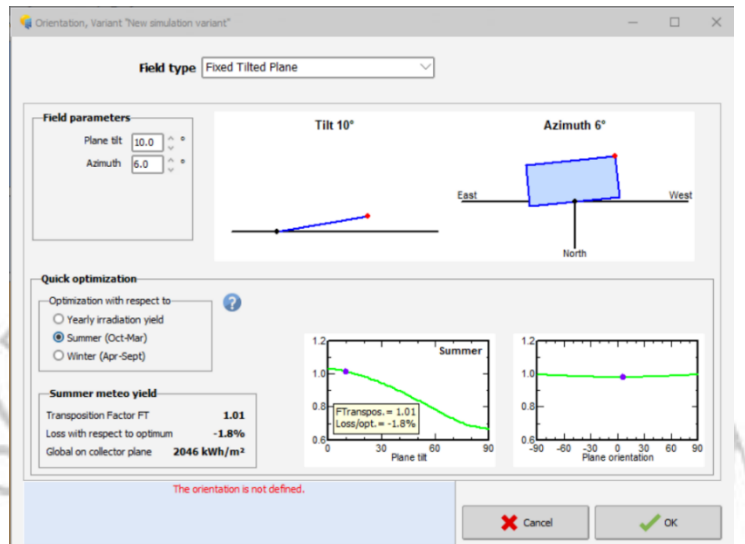 Orientation, Variant "New simulation variant"
Field type Fixed Tilted Plane
Field parameters
Plane tilt 10.0 °
Azimuth 6.0 °
Tilt 10°
Azimuth 6°
East
West
North
Quick optimization
Optimization with respect to
Yearly irradiation yield
Summer (Oct-Mar)
Winter (Apr-Sept)
?
Summer meteo yield
Transposition Factor FT 1.01
Loss with respect to optimum -1.8%
Global on collector plane 2046 kWh/m²
1.2
1.0
0.8
0.6
Summer
FTranspos. = 1.01
Loss/opt. = -1.8%
0 30 60 90
Plane tilt
1.2
1.0
0.8
0.6
-90 -60 -30 0 30 60 90
Plane orientation
The orientation is not defined.
Cancel
OK